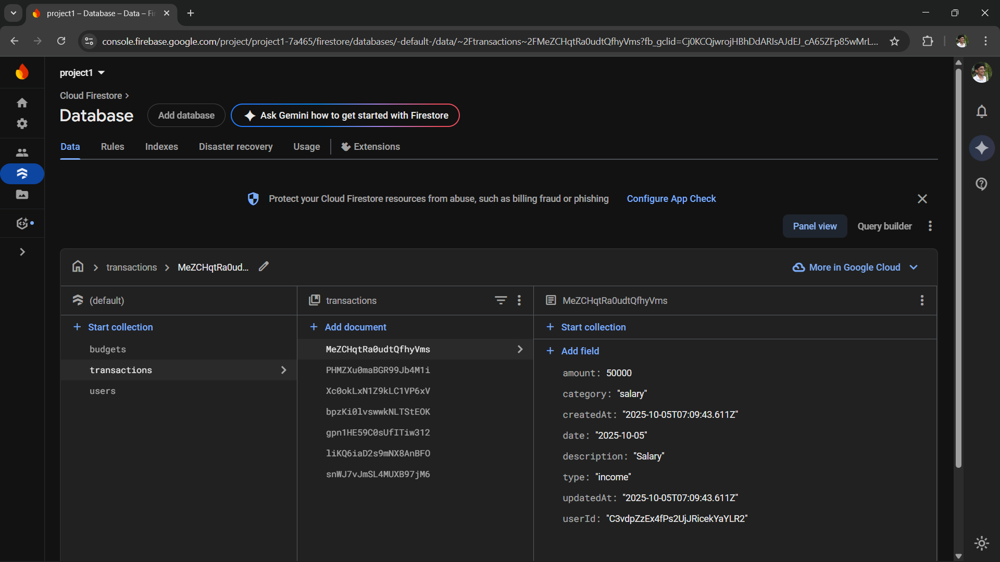 project1 – Database – Data – Fi
console.firebase.google.com/project/project1-7a465/firestore/databases/-default-/data/~2Ftransactions~2FMeZCHqtRa0udtQfhyVms?fb_gclid=Cj0KCQjwrojHBhDdARIsAJdEJ_cA65ZFp85wMrL...
project1
Cloud Firestore >
Database
Add database
Ask Gemini how to get started with Firestore
Data
Rules
Indexes
Disaster recovery
Usage
Extensions
Protect your Cloud Firestore resources from abuse, such as billing fraud or phishing
Configure App Check
Panel view
Query builder
transactions
MeZCHqtRa0ud...
More in Google Cloud
(default)
Start collection
budgets
transactions
users
transactions
Add document
MeZCHqtRa0udtQfhyVms
PHMZXu0maBGR99Jb4M1i
Xc0okLxN1Z9kLC1VP6xV
bpzKi0lvswwkNLTStEOK
gpn1HE59C0sUfITiw312
liKQ6iaD2s9mNX8AnBFO
snWJ7vJmSL4MUXB97jM6
MeZCHqtRa0udtQfhyVms
Start collection
Add field
amount: 50000
category: "salary"
createdAt: "2025-10-05T07:09:43.611Z"
date: "2025-10-05"
description: "Salary"
type: "income"
updatedAt: "2025-10-05T07:09:43.611Z"
userId: "C3vdpZzEx4fPs2UjJRicekYaYLR2"